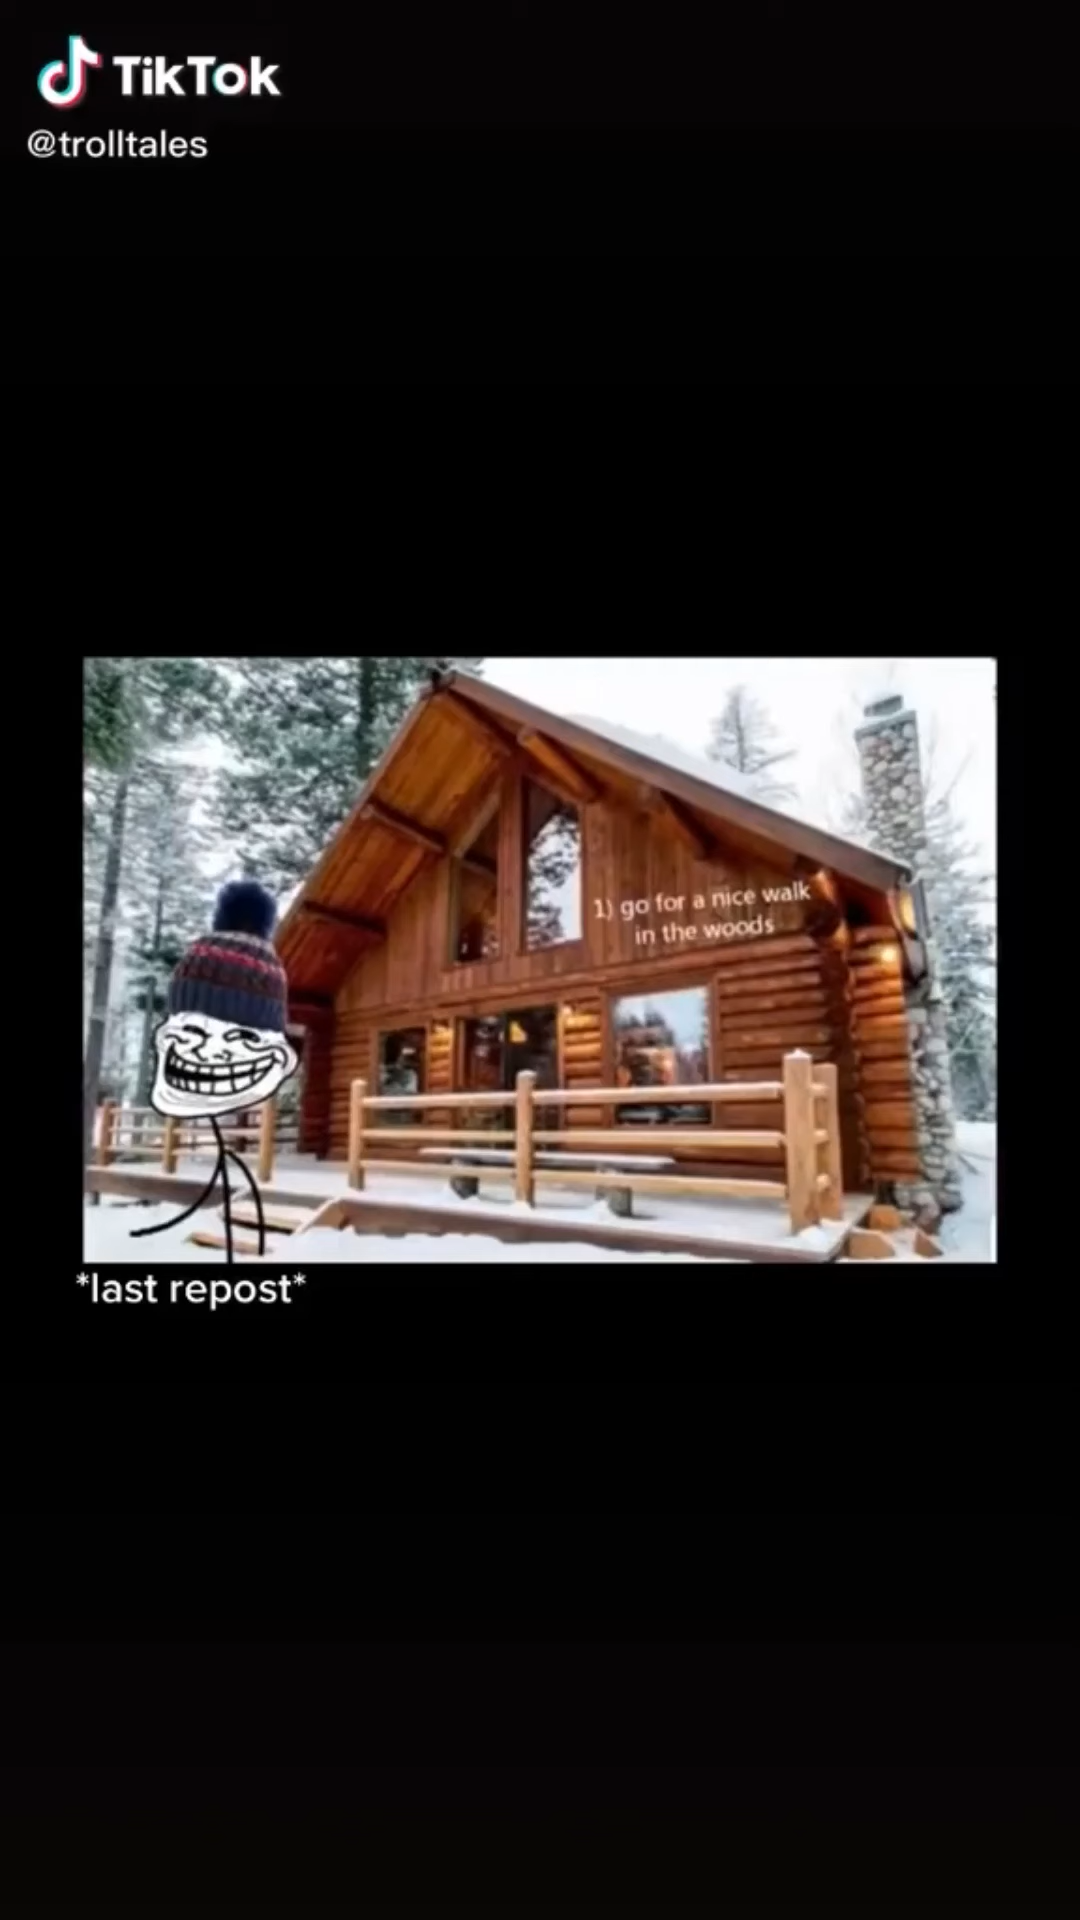 TikTok
@trolltales
1) go for a nice walk
in the woods
*last repost*